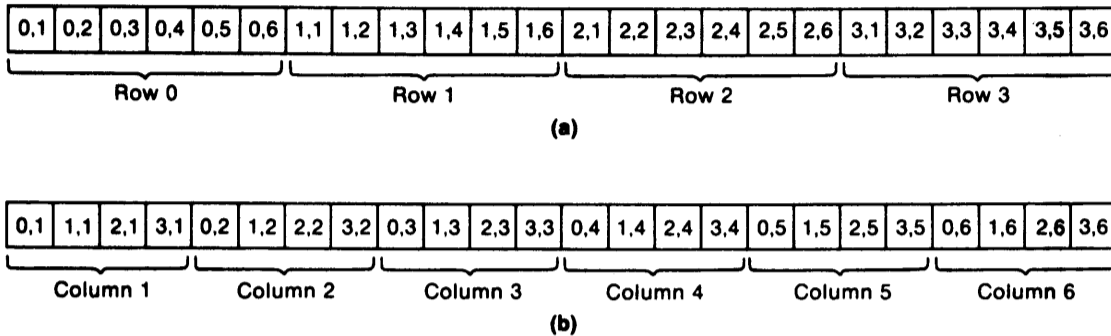 0,1 0,2 0,3 0,4 0,5 0,6 1,1 1,2 1,3 1,4 1,5 1,6 2,1 2,2 2,3 2,4 2,5 2,6 3,1 3,2 3,3 3,4 3,5 3,6
Row 0 Row 1 Row 2 Row 3
(a)
0,1 1,1 2,1 3,1 0,2 1,2 2,2 3,2 0,3 1,3 2,3 3,3 0,4 1,4 2,4 3,4 0,5 1,5 2,5 3,5 0,6 1,6 2,6 3,6
Column 1 Column 2 Column 3 Column 4 Column 5 Column 6
(b)